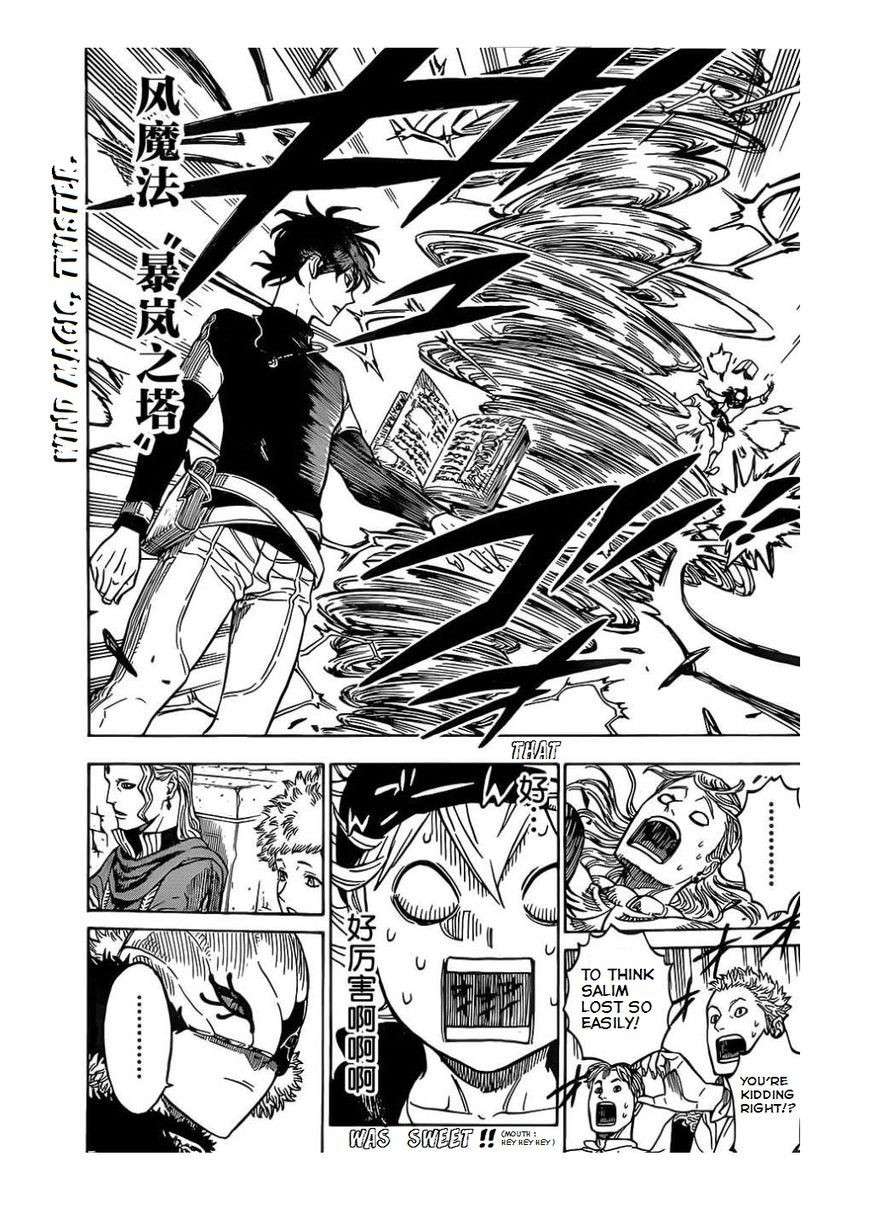 风魔法
〝暴岚之塔〞
WIND MAGIC,
THAT
好…
…………
TO THINK
SALIM
LOST SO
EASILY!
YOU'RE
KIDDING
RIGHT!?
好厉害啊啊啊
WAS SWEET!!
(MOUTH:
HEY HEY HEY)
…………